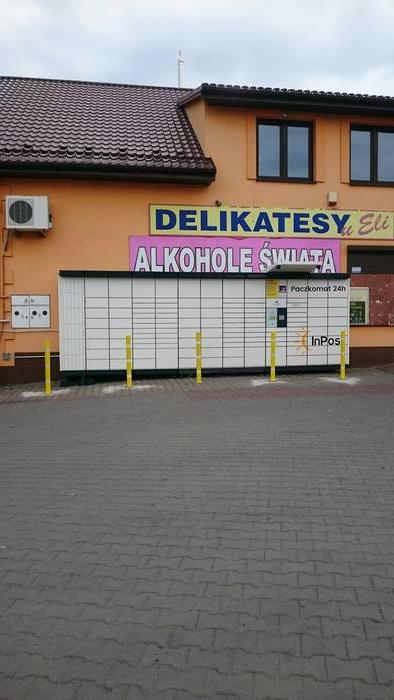 DELIKATESY u Eli
ALKOHOLE ŚWIATA
Paczkomat 24h
InPost